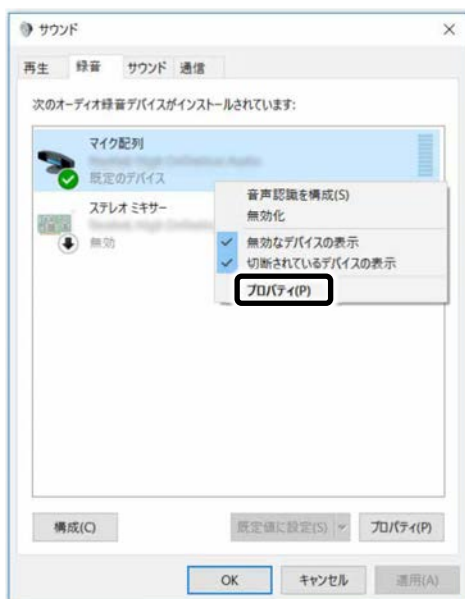 サウンド
再生 録音 サウンド 通信
次のオーディオ録音デバイスがインストールされています:
マイク配列
既定のデバイス
ステレオ ミキサー
無効
音声認識を構成(S)
無効化
無効なデバイスの表示
切断されているデバイスの表示
プロパティ(P)
構成(C) 既定値に設定(S) プロパティ(P)
OK キャンセル 適用(A)